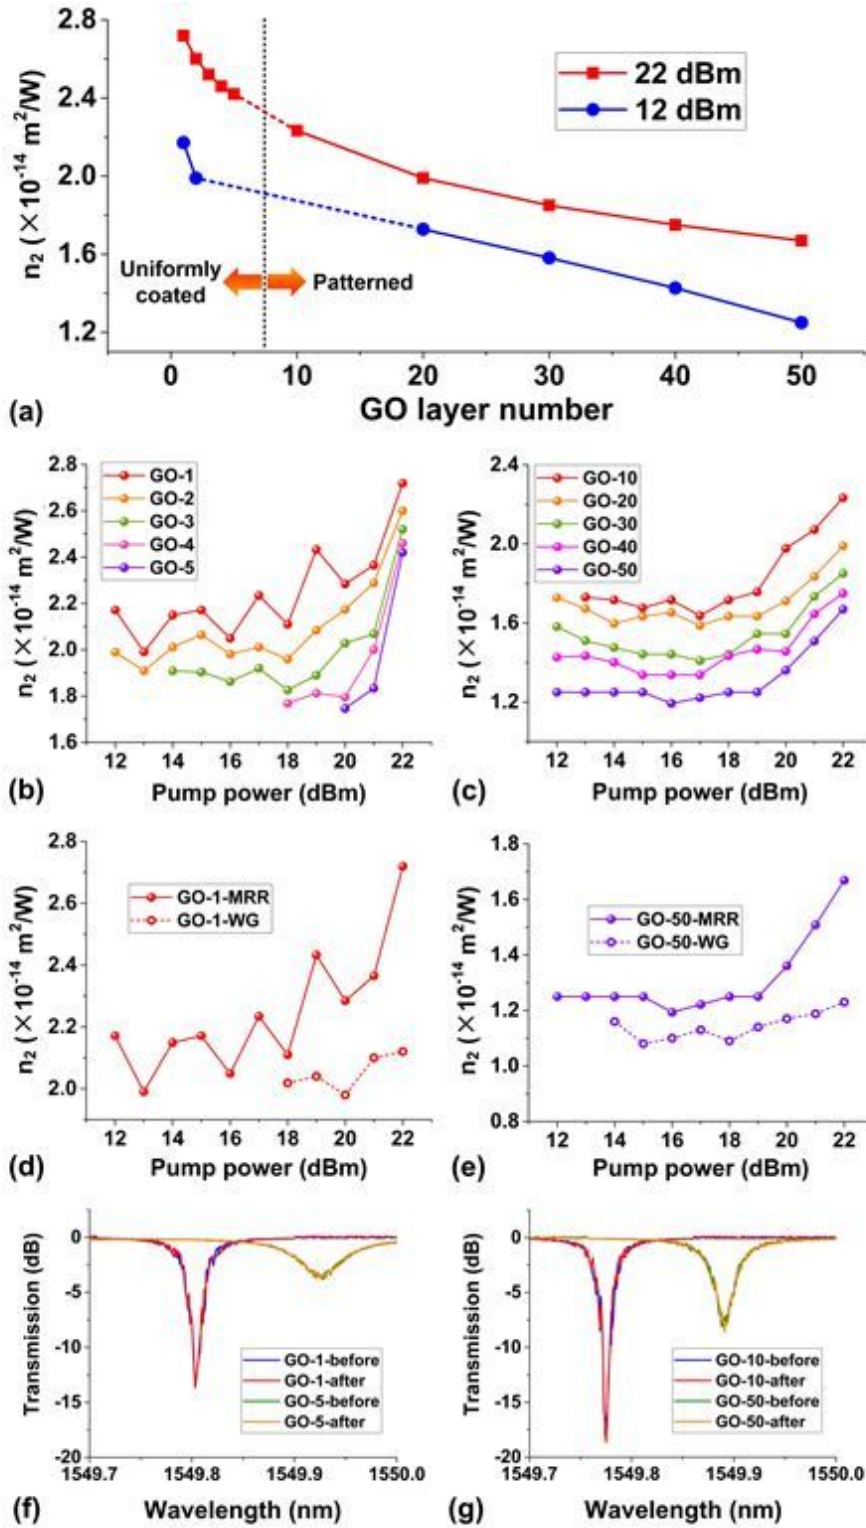 2.8
2.4
2.0
1.6
1.2
n₂ (×10⁻¹⁴ m²/W)
22 dBm
12 dBm
Uniformly
coated
Patterned
0 10 20 30 40 50
(a) GO layer number
2.8
2.6
2.4
2.2
2.0
1.8
1.6
n₂ (×10⁻¹⁴ m²/W)
GO-1
GO-2
GO-3
GO-4
GO-5
12 14 16 18 20 22
(b) Pump power (dBm)
2.4
2.0
1.6
1.2
n₂ (×10⁻¹⁴ m²/W)
GO-10
GO-20
GO-30
GO-40
GO-50
12 14 16 18 20 22
(c) Pump power (dBm)
2.8
2.6
2.4
2.2
2.0
n₂ (×10⁻¹⁴ m²/W)
GO-1-MRR
GO-1-WG
12 14 16 18 20 22
(d) Pump power (dBm)
1.8
1.6
1.4
1.2
1.0
0.8
n₂ (×10⁻¹⁴ m²/W)
GO-50-MRR
GO-50-WG
12 14 16 18 20 22
(e) Pump power (dBm)
0
-5
-10
-15
-20
Transmission (dB)
GO-1-before
GO-1-after
GO-5-before
GO-5-after
1549.7 1549.8 1549.9 1550.0
(f) Wavelength (nm)
0
-5
-10
-15
-20
Transmission (dB)
GO-10-before
GO-10-after
GO-50-before
GO-50-after
1549.7 1549.8 1549.9 1550.0
(g) Wavelength (nm)